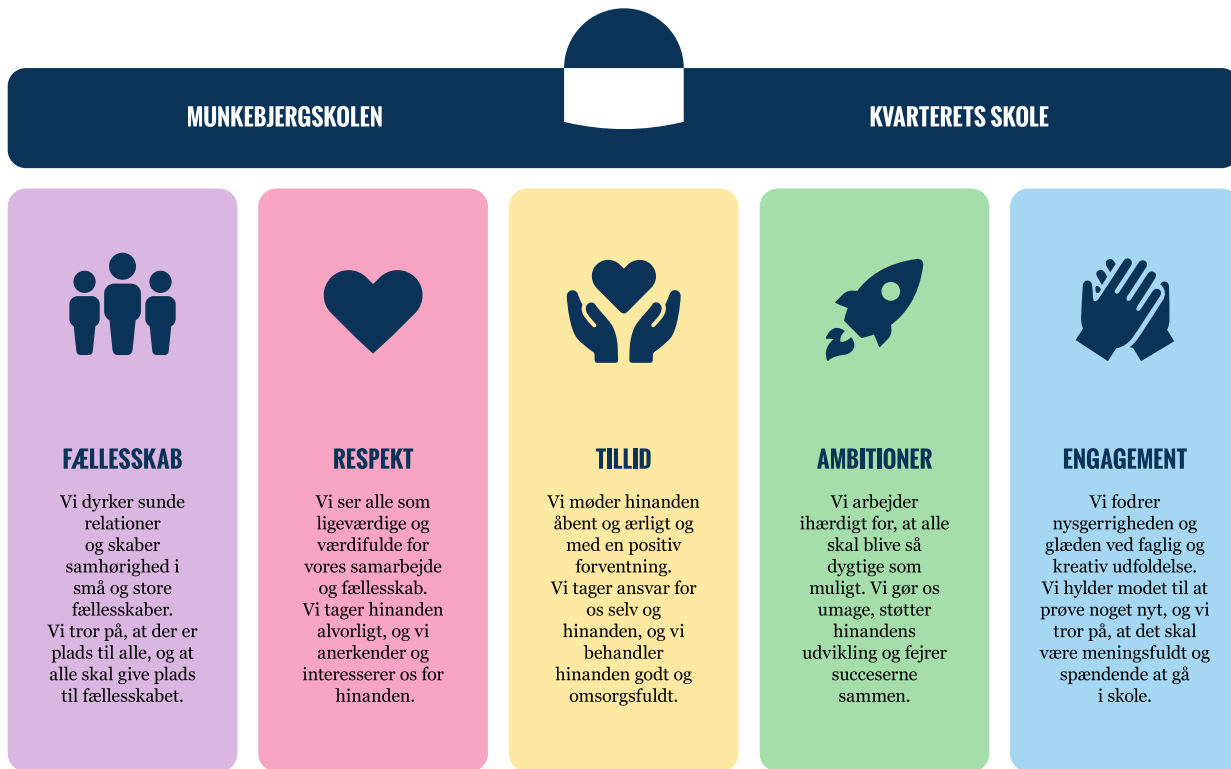 MUNKEBJERGSKOLEN
KVARTERETS SKOLE
FÆLLESSKAB
Vi dyrker sunde
relationer
og skaber
samhørighed i
små og store
fællesskaber.
Vi tror på, at der er
plads til alle, og at
alle skal give plads
til fællesskabet.
RESPEKT
Vi ser alle som
ligeværdige og
værdifulde for
vores samarbejde
og fællesskab.
Vi tager hinanden
alvorligt, og vi
anerkender og
interesserer os for
hinanden.
TILLID
Vi møder hinanden
åbent og ærligt og
med en positiv
forventning.
Vi tager ansvar for
os selv og
hinanden, og vi
behandler
hinanden godt og
omsorgsfuldt.
AMBITIONER
Vi arbejder
ihærdigt for, at alle
skal blive så
dygtige som
muligt. Vi gør os
umage, støtter
hinandens
udvikling og fejrer
succeserne
sammen.
ENGAGEMENT
Vi fodrer
nysgerrigheden og
glæden ved faglig og
kreativ udfoldelse.
Vi hylder modet til at
prøve noget nyt, og vi
tror på, at det skal
være meningsfuldt og
spændende at gå
i skole.